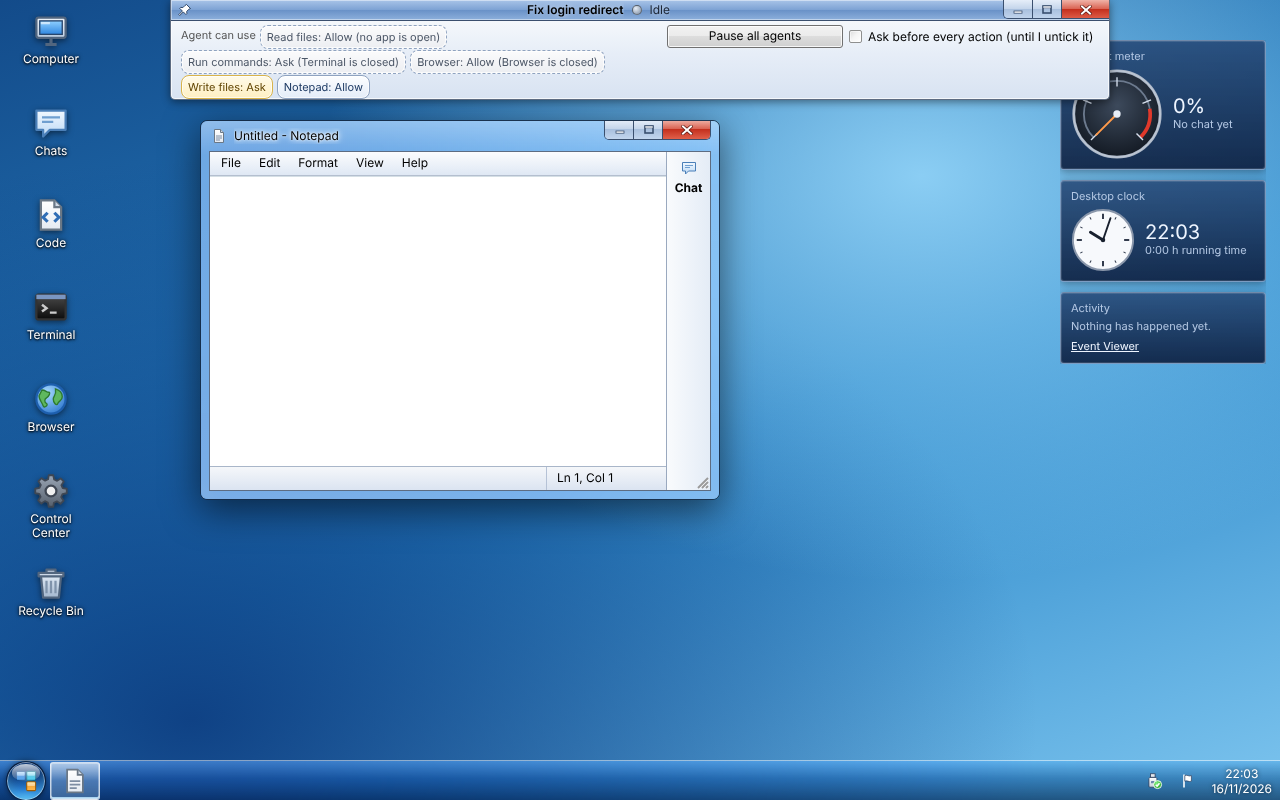 Fix login redirect Idle
Agent can use Read files: Allow (no app is open)
Run commands: Ask (Terminal is closed) Browser: Allow (Browser is closed)
Write files: Ask Notepad: Allow
Pause all agents Ask before every action (until I untick it)
Computer
Chats
Code
Terminal
Browser
Control
Center
Recycle Bin
Untitled - Notepad
File Edit Format View Help
Chat
Ln 1, Col 1
meter
0%
No chat yet
Desktop clock
22:03
0:00 h running time
Activity
Nothing has happened yet.
Event Viewer
22:03
16/11/2026